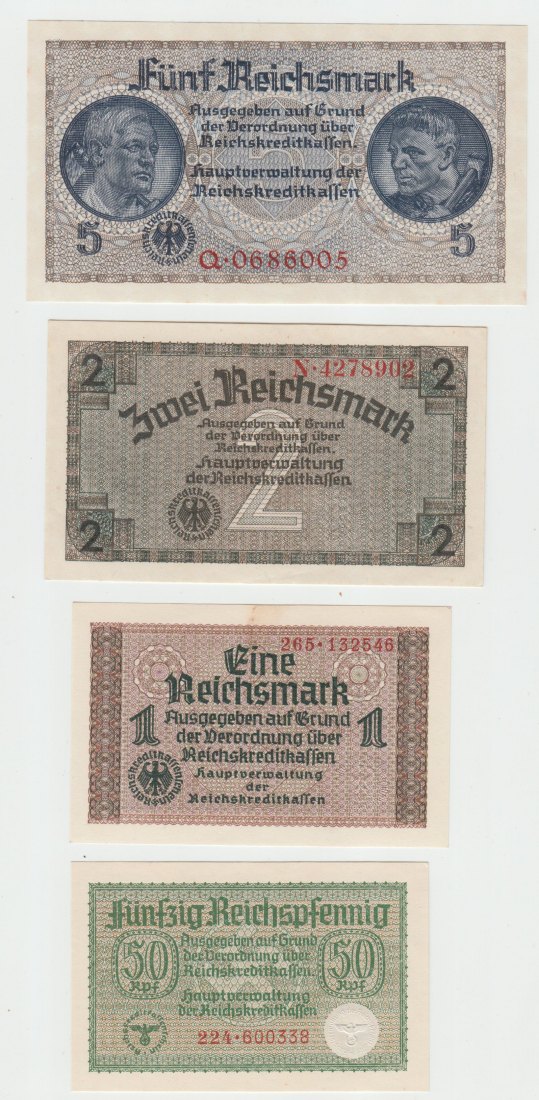 Fünf Reichsmark
Ausgegeben auf Grund
der Verordnung über
Reichskreditkassen.
Hauptverwaltung der
Reichskreditkassen
5
5
Q·0686005
N·4278902
2
2
Zwei Reichsmark
Ausgegeben auf Grund
der Verordnung über
Reichskreditkassen.
Hauptverwaltung
der Reichskreditkassen
2
Reichskreditkassenschein
2
2
265·132546
Eine
Reichsmark
1
1
Ausgegeben auf Grund
der Verordnung über
Reichskreditkassen
Hauptverwaltung
der
Reichskreditkassen
Reichskreditkassenschein
Fünfzig Reichspfennig
Ausgegeben auf Grund
der Verordnung über
Reichskreditkassen.
50
Rpf
50
Rpf
Hauptverwaltung
der Reichskreditkassen
224·600338